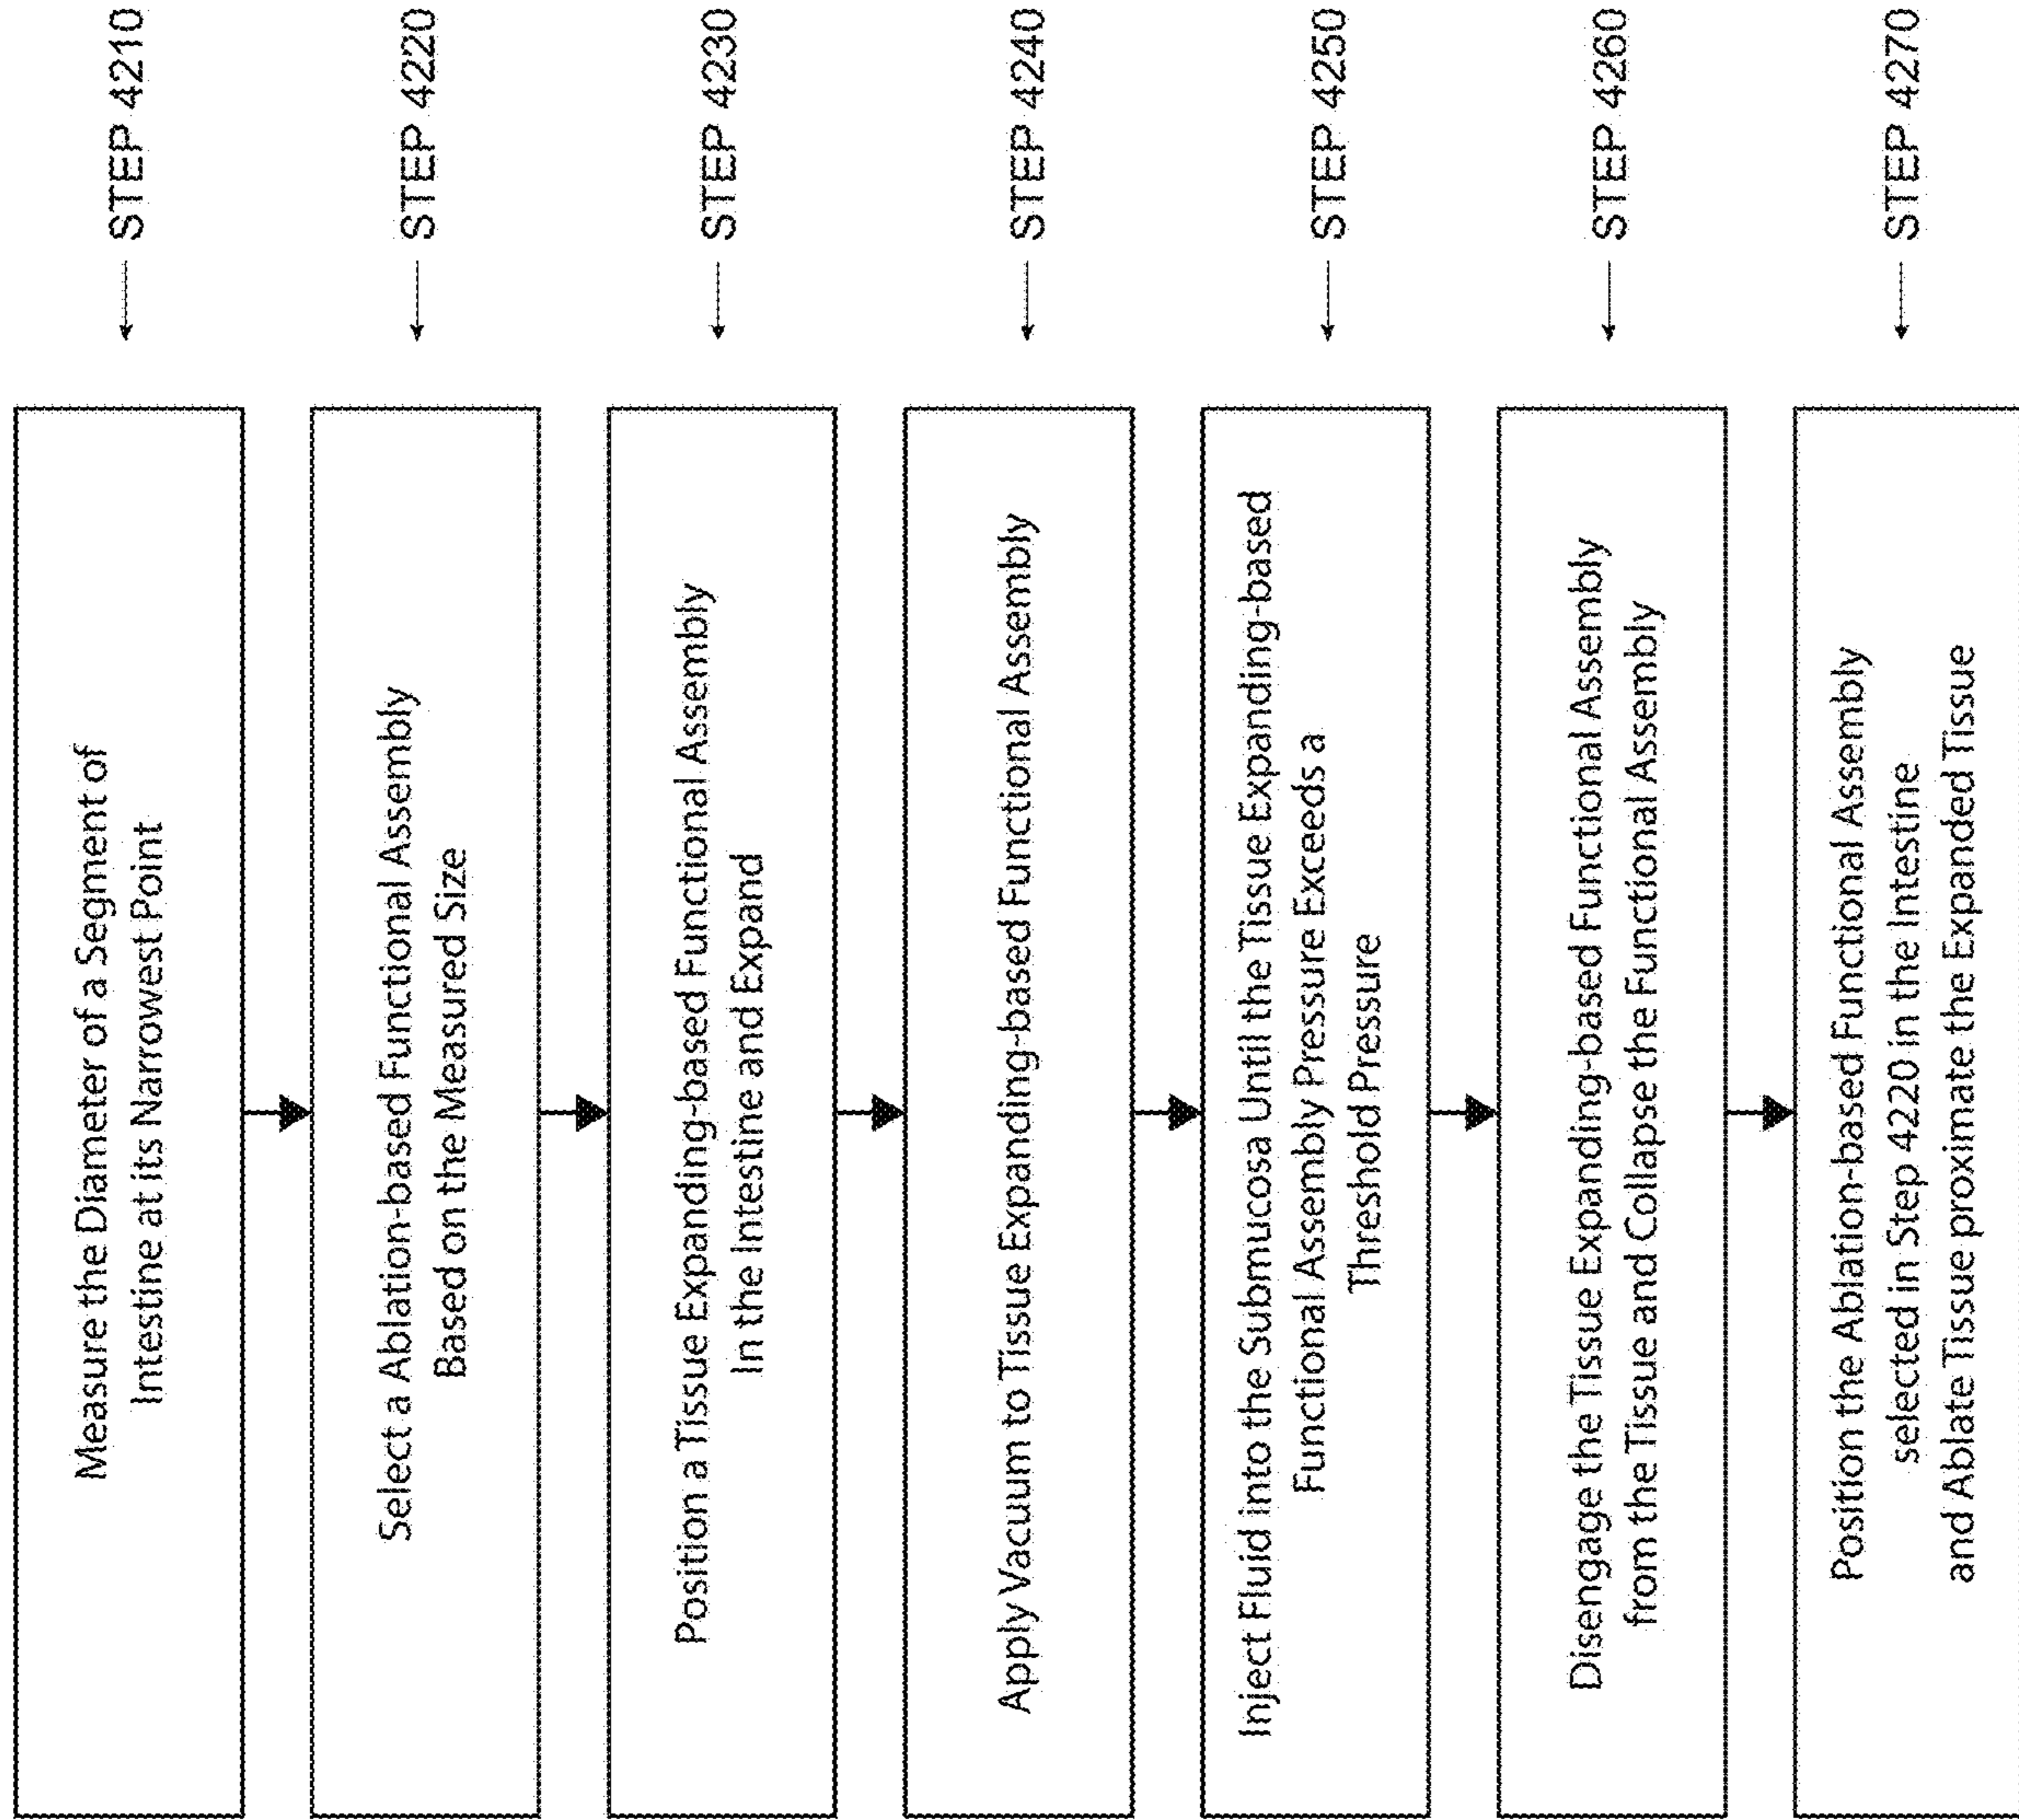 Measure the Diameter of a Segment of
Intestine at its Narrowest Point
STEP 4210
Select a Ablation-based Functional Assembly
Based on the Measured Size
STEP 4220
Position a Tissue Expanding-based Functional Assembly
In the Intestine and Expand
STEP 4230
Apply Vacuum to Tissue Expanding-based Functional Assembly
STEP 4240
Inject Fluid into the Submucosa Until the Tissue Expanding-based
Functional Assembly Pressure Exceeds a
Threshold Pressure
STEP 4250
Disengage the Tissue Expanding-based Functional Assembly
from the Tissue and Collapse the Functional Assembly
STEP 4260
Position the Ablation-based Functional Assembly
selected in Step 4220 in the Intestine
and Ablate Tissue proximate the Expanded Tissue
STEP 4270